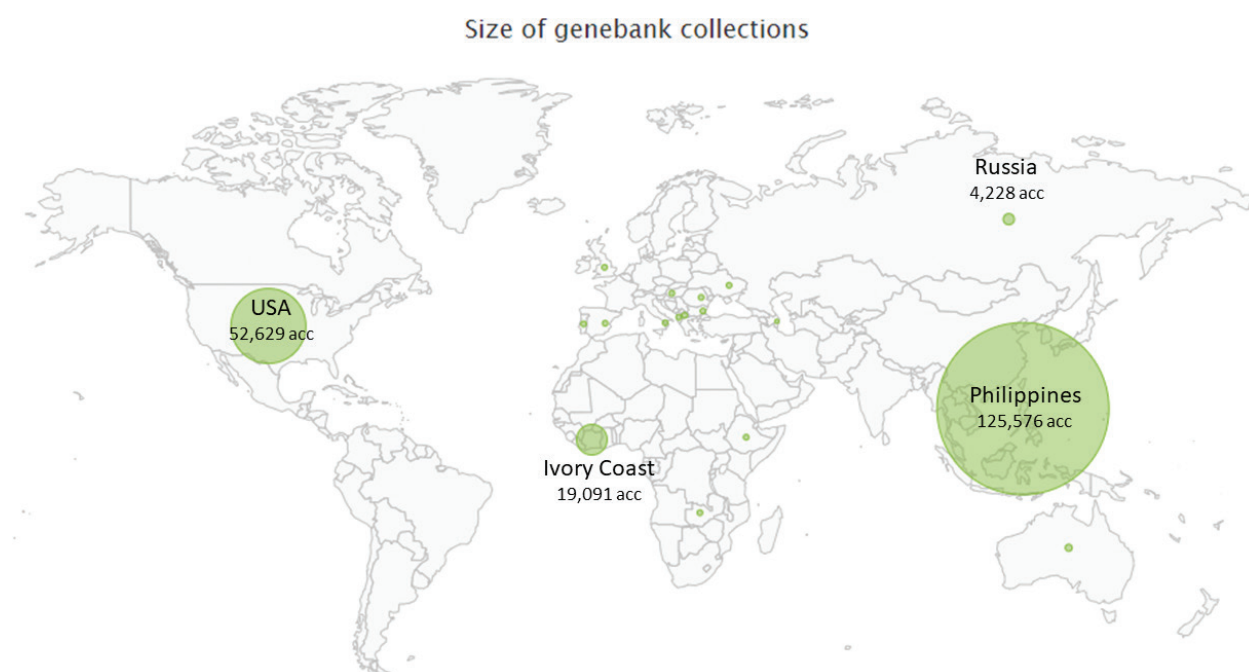 Size of genebank collections
Russia
4,228 acc
USA
52,629 acc
Philippines
125,576 acc
Ivory Coast
19,091 acc